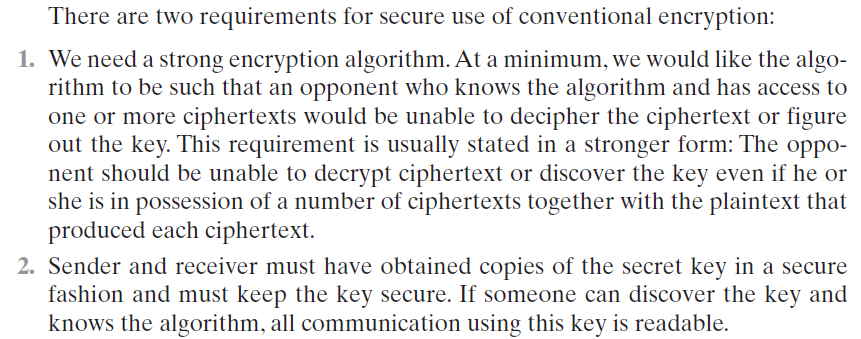 There are two requirements for secure use of conventional encryption:
1. We need a strong encryption algorithm. At a minimum, we would like the algo-
rithm to be such that an opponent who knows the algorithm and has access to
one or more ciphertexts would be unable to decipher the ciphertext or figure
out the key. This requirement is usually stated in a stronger form: The oppo-
nent should be unable to decrypt ciphertext or discover the key even if he or
she is in possession of a number of ciphertexts together with the plaintext that
produced each ciphertext.
2. Sender and receiver must have obtained copies of the secret key in a secure
fashion and must keep the key secure. If someone can discover the key and
knows the algorithm, all communication using this key is readable.